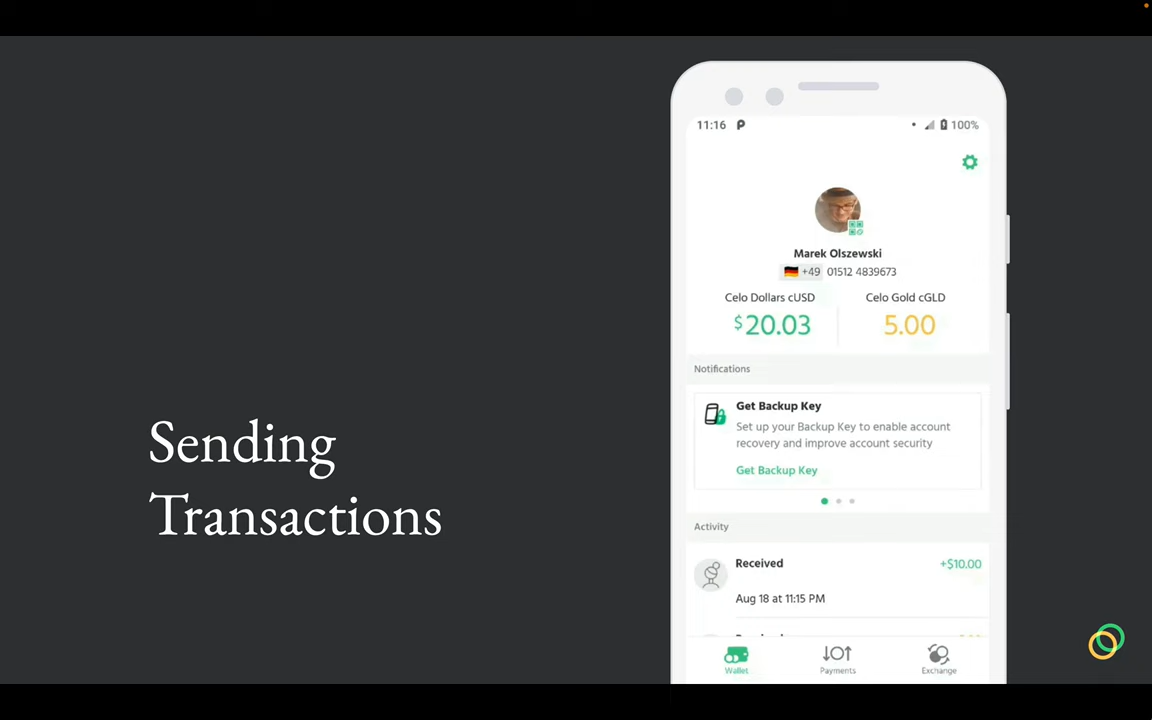 Sending
Transactions
11:16
100%
Marek Olszewski
+49 01512 4839673
Celo Dollars cUSD
Celo Gold cGLD
$20.03
5.00
Notifications
Get Backup Key
Set up your Backup Key to enable account
recovery and improve account security
Get Backup Key
Activity
Received
+$10.00
Aug 18 at 11:15 PM
Wallet
Payments
Exchange